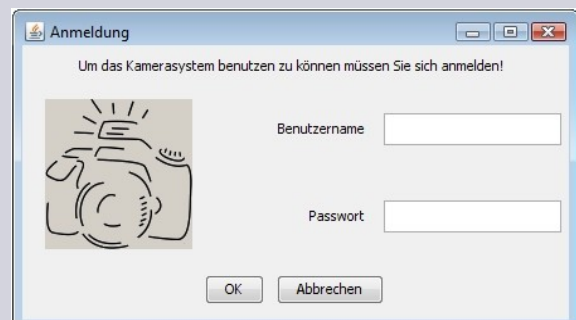 Anmeldung
Um das Kamerasystem benutzen zu können müssen Sie sich anmelden!
Benutzername
Passwort
OK Abbrechen